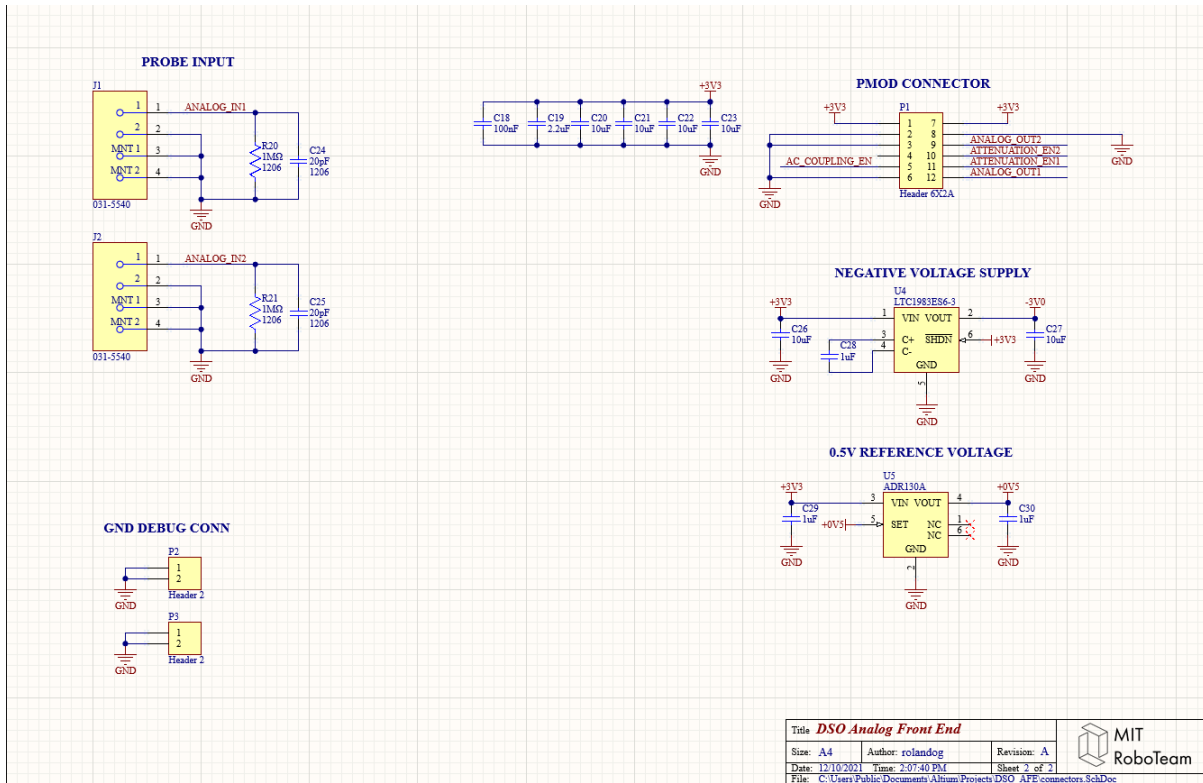 PROBE INPUT
J1
1 1 ANALOG_IN1
2 2
MNT 1 3
MNT 2 4
031-5540
R20
1MΩ
1206
C24
20pF
1206
GND
J2
1 1 ANALOG_IN2
2 2
MNT 1 3
MNT 2 4
031-5540
R21
1MΩ
1206
C25
20pF
1206
GND
+3V3
C18
100nF
C19
2.2uF
C20
10uF
C21
10uF
C22
10uF
C23
10uF
GND
PMOD CONNECTOR
+3V3 P1 +3V3
1 7
2 8
3 9 ANALOG_OUT2
4 10 ATTENUATION_EN2
AC_COUPLING_EN 5 11 ATTENUATION_EN1
6 12 ANALOG_OUT1
Header 6X2A
GND
GND
NEGATIVE VOLTAGE SUPPLY
U4
LTC1983ES6-3
+3V3 -3V0
1 VIN VOUT 2
3 C+ SHDN 6 +3V3
4 C-
GND
5
C26
10uF
C28
1uF
C27
10uF
GND
GND
GND
0.5V REFERENCE VOLTAGE
U5
ADR130A
+3V3 +0V5
3 VIN VOUT 4
+0V5 5 SET NC 1
NC 6
GND
2
C29
1uF
C30
1uF
GND
GND
GND
GND DEBUG CONN
P2
1
2
Header 2
GND
P3
1
2
Header 2
GND
Title DSO Analog Front End
Size: A4 Author: rolandog Revision: A
Date: 12/10/2021 Time: 2:07:40 PM Sheet 2 of 2
File: C:\Users\Public\Documents\Altium\Projects\DSO_AFE\connectors.SchDoc
MIT
RoboTeam